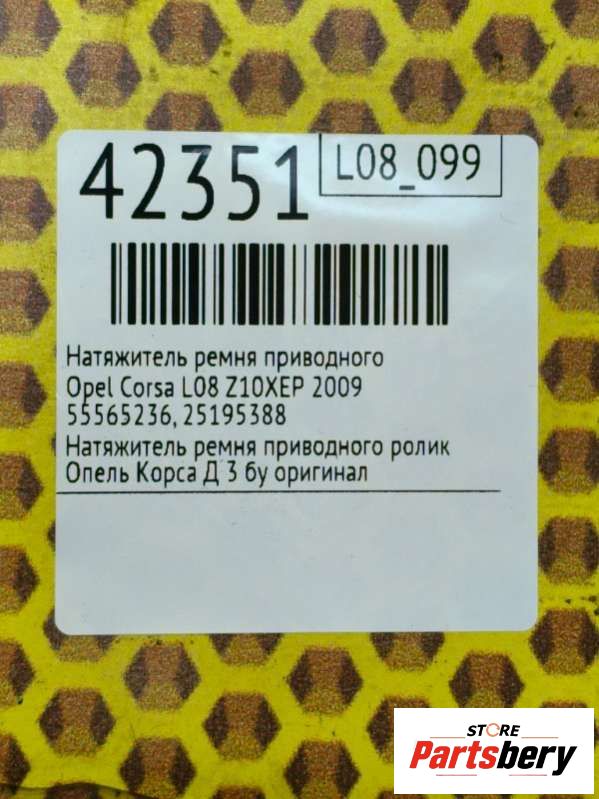 42351
L08_099
Натяжитель ремня приводного
Opel Corsa L08 Z10XEP 2009
55565236, 25195388
Натяжитель ремня приводного ролик
Опель Корса Д 3 бу оригинал
STORE
Partsbery